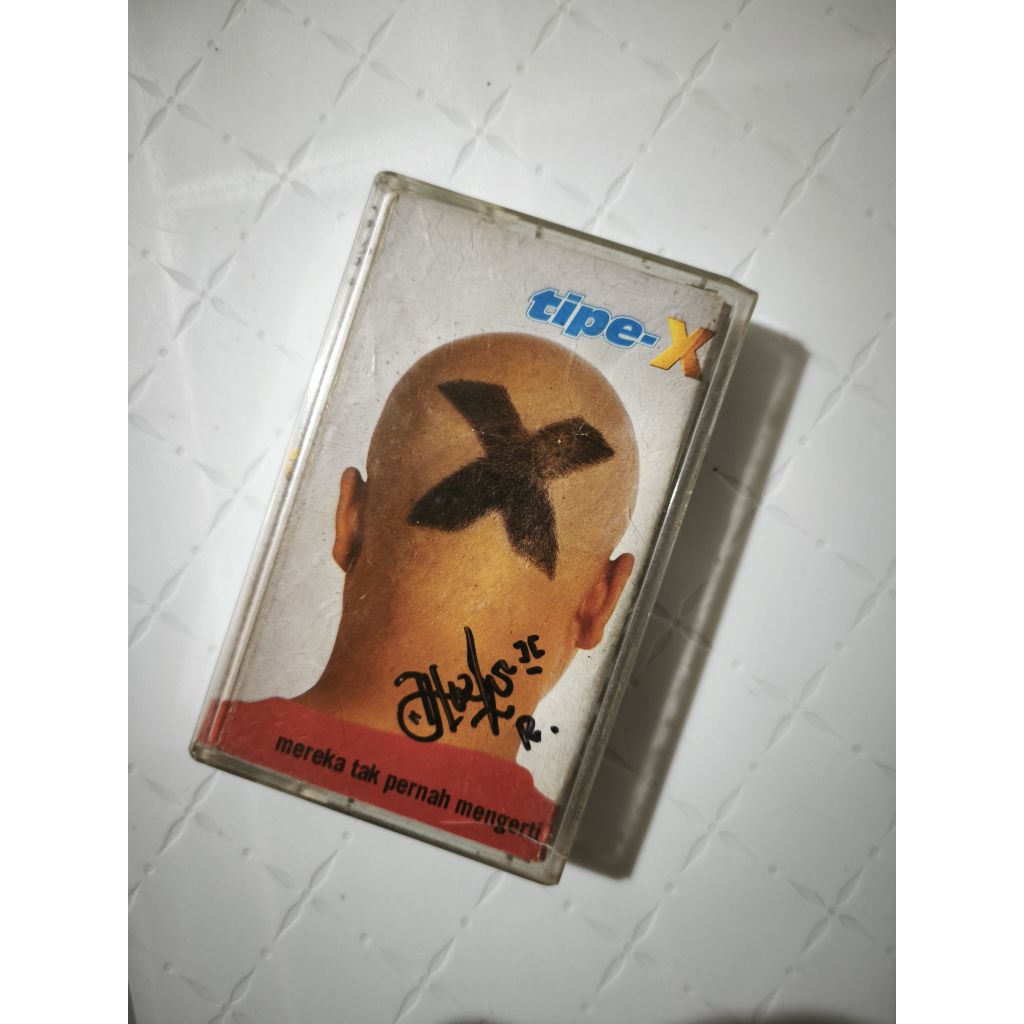 tipe-X
mereka tak pernah mengerti